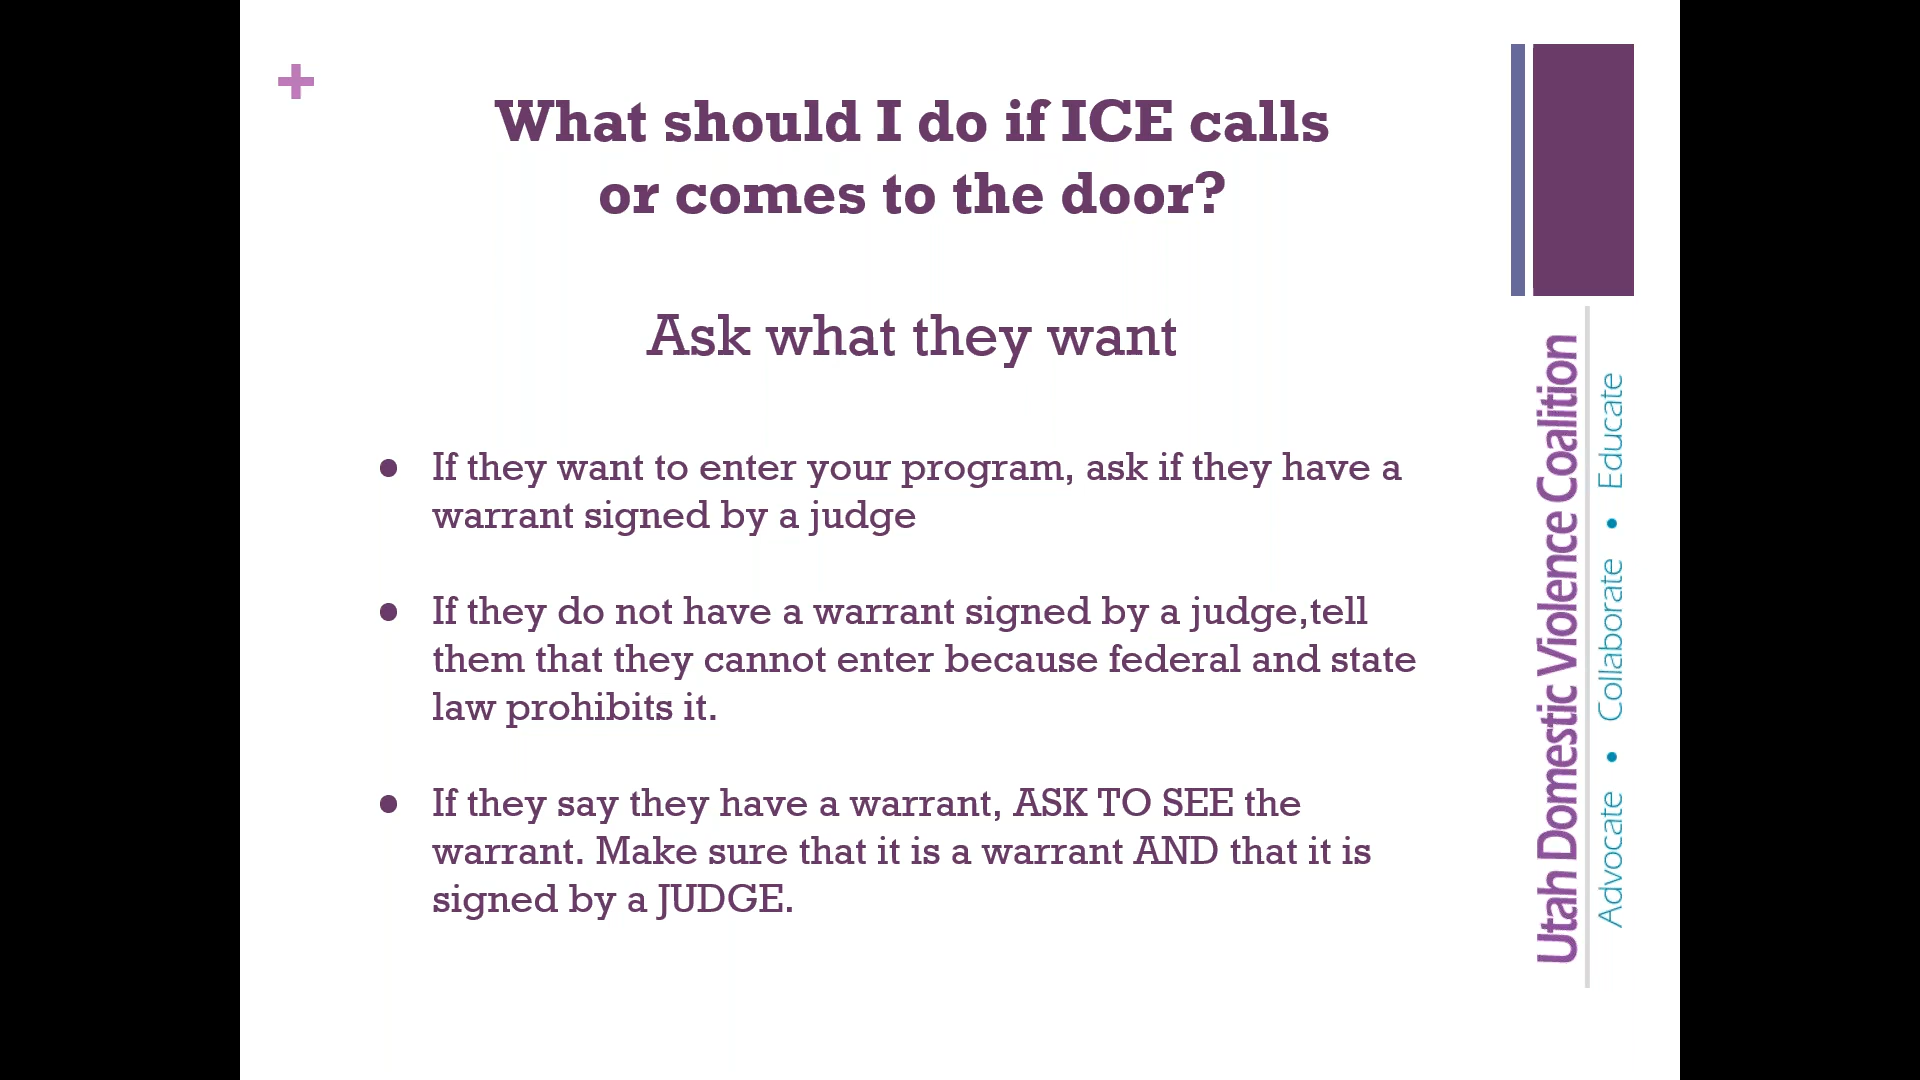 What should I do if ICE calls
or comes to the door?
Ask what they want
● If they want to enter your program, ask if they have a
warrant signed by a judge
● If they do not have a warrant signed by a judge,tell
them that they cannot enter because federal and state
law prohibits it.
● If they say they have a warrant, ASK TO SEE the
warrant. Make sure that it is a warrant AND that it is
signed by a JUDGE.
Utah Domestic Violence Coalition
Advocate • Collaborate • Educate